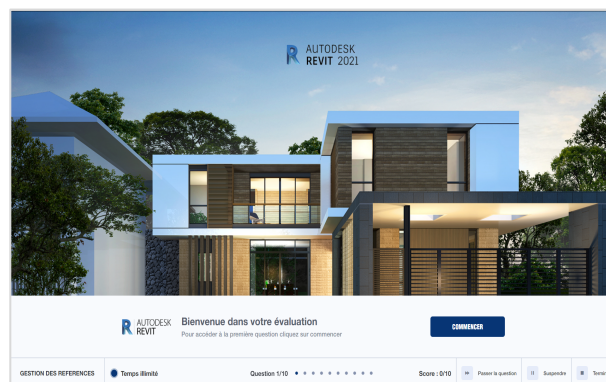 AUTODESK
REVIT 2021
AUTODESK
REVIT
Bienvenue dans votre évaluation
Pour accéder à la première question cliquez sur commencer
COMMENCER
GESTION DES REFERENCES
Temps illimité
Question 1/10
Score : 0/10
Passer la question
Suspendre